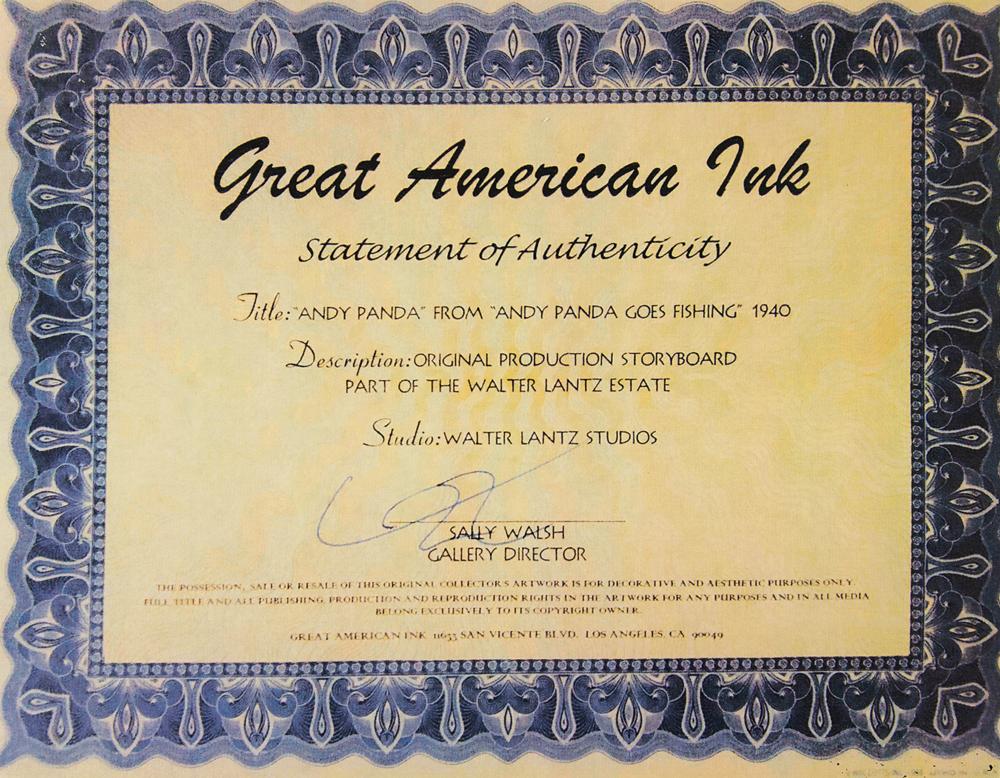 Great American Ink
Statement of Authenticity
Title: "ANDY PANDA" FROM "ANDY PANDA GOES FISHING" 1940
Description: ORIGINAL PRODUCTION STORYBOARD
PART OF THE WALTER LANTZ ESTATE
Studio: WALTER LANTZ STUDIOS
SALLY WALSH
GALLERY DIRECTOR
THE POSSESSION, SALE OR RESALE OF THIS ORIGINAL COLLECTOR'S ARTWORK IS FOR DECORATIVE AND AESTHETIC PURPOSES ONLY
FULL TITLE AND ALL PUBLISHING, PRODUCTION AND REPRODUCTION RIGHTS IN THE ARTWORK FOR ANY PURPOSES AND IN ALL MEDIA
BELONG EXCLUSIVELY TO ITS COPYRIGHT OWNER.
GREAT AMERICAN INK 11653 SAN VICENTE BLVD. LOS ANGELES, CA 90049